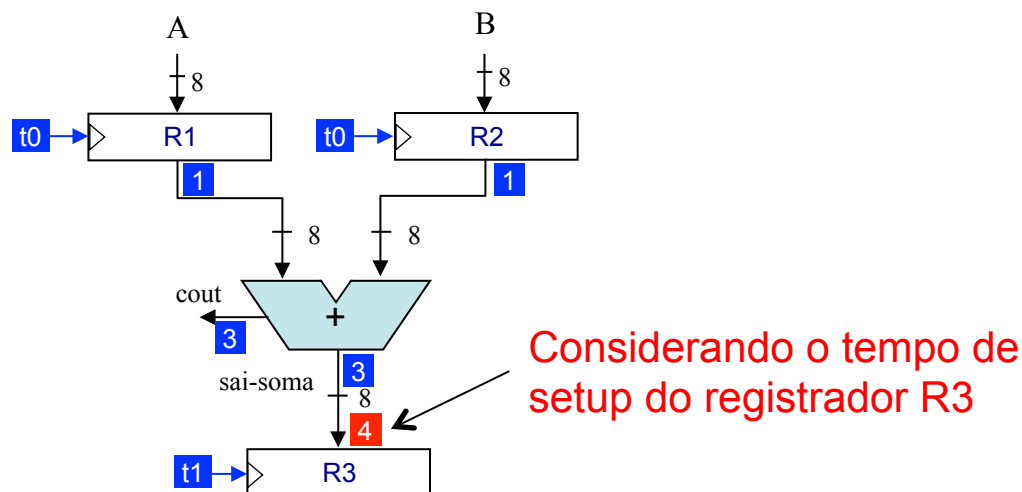 A
B
8
8
t0
R1
t0
R2
1
1
8
8
cout
+
3
3
sai-soma
8
4
Considerando o tempo de
setup do registrador R3
t1
R3